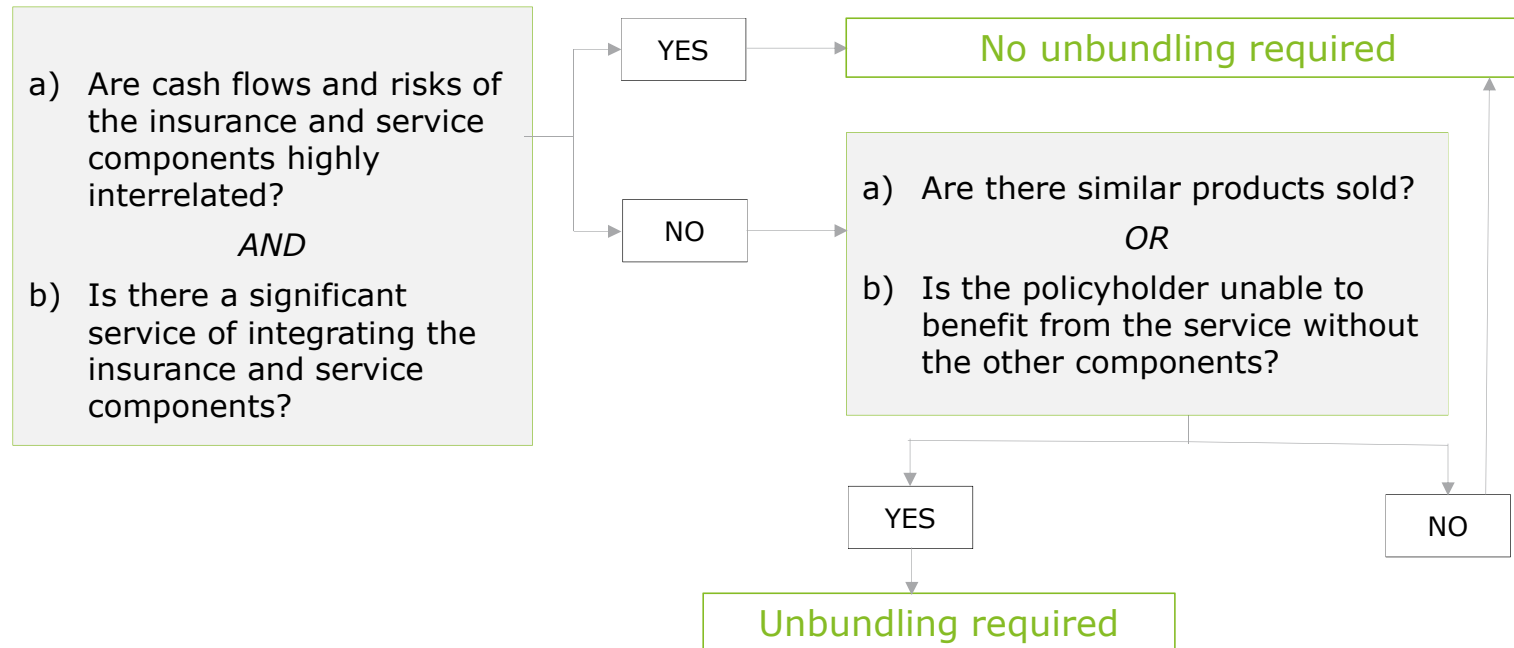 a) Are cash flows and risks of
the insurance and service
components highly
interrelated?
AND
b) Is there a significant
service of integrating the
insurance and service
components?
YES
No unbundling required
NO
a) Are there similar products sold?
OR
b) Is the policyholder unable to
benefit from the service without
the other components?
YES
NO
Unbundling required